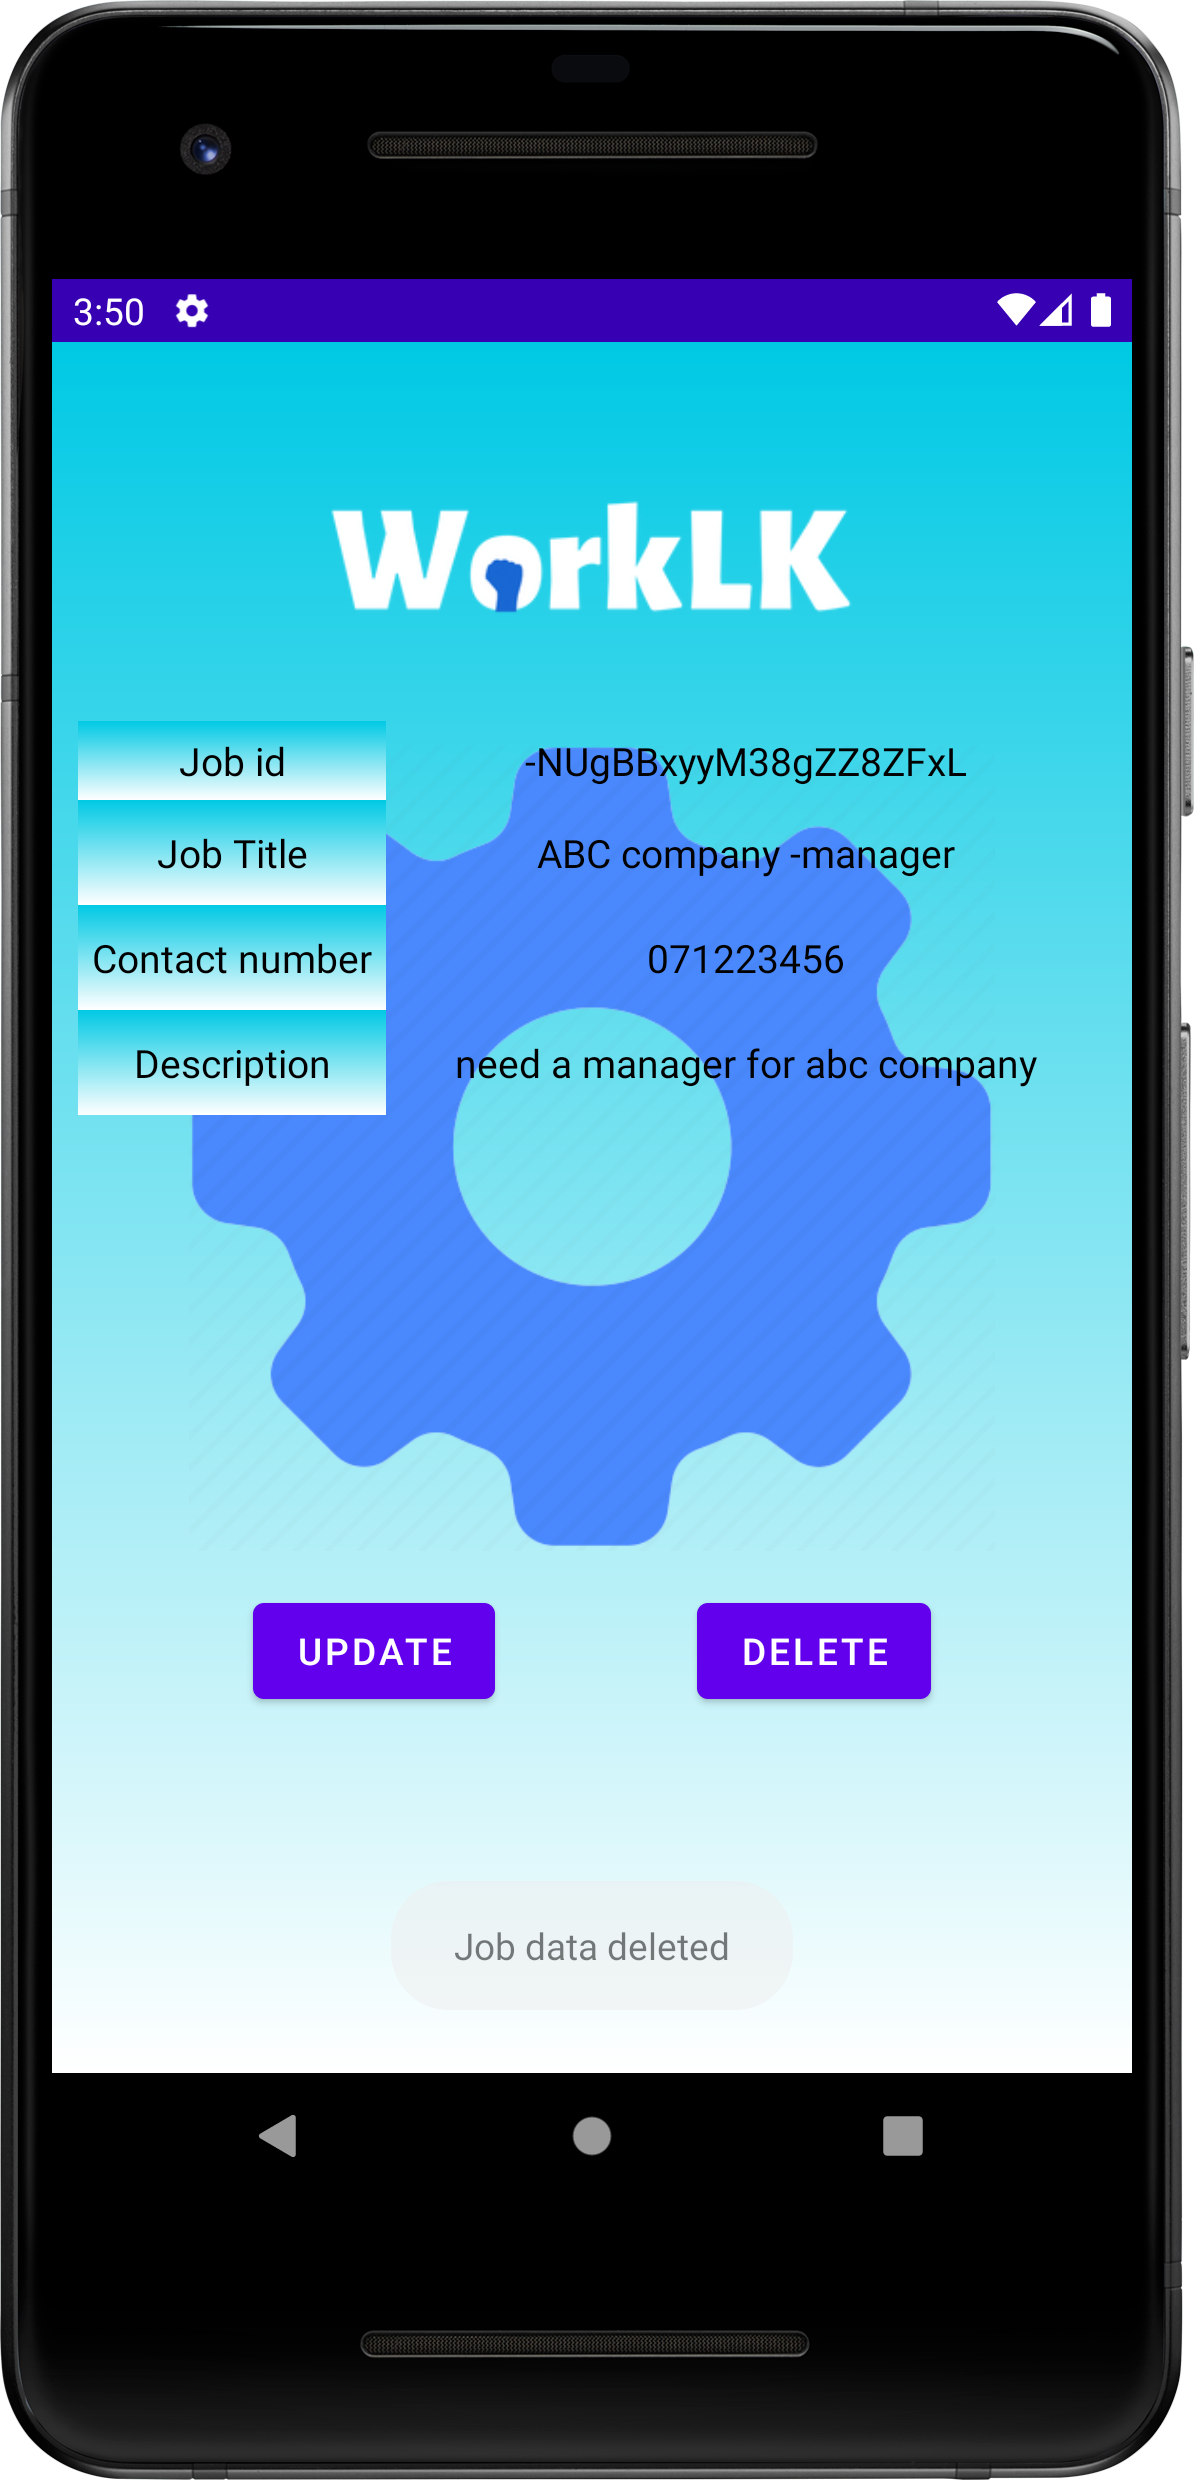 3:50
WorkLK
Job id -NUgBBxyyM38gZZ8ZFxL
Job Title ABC company -manager
Contact number 071223456
Description need a manager for abc company
UPDATE DELETE
Job data deleted